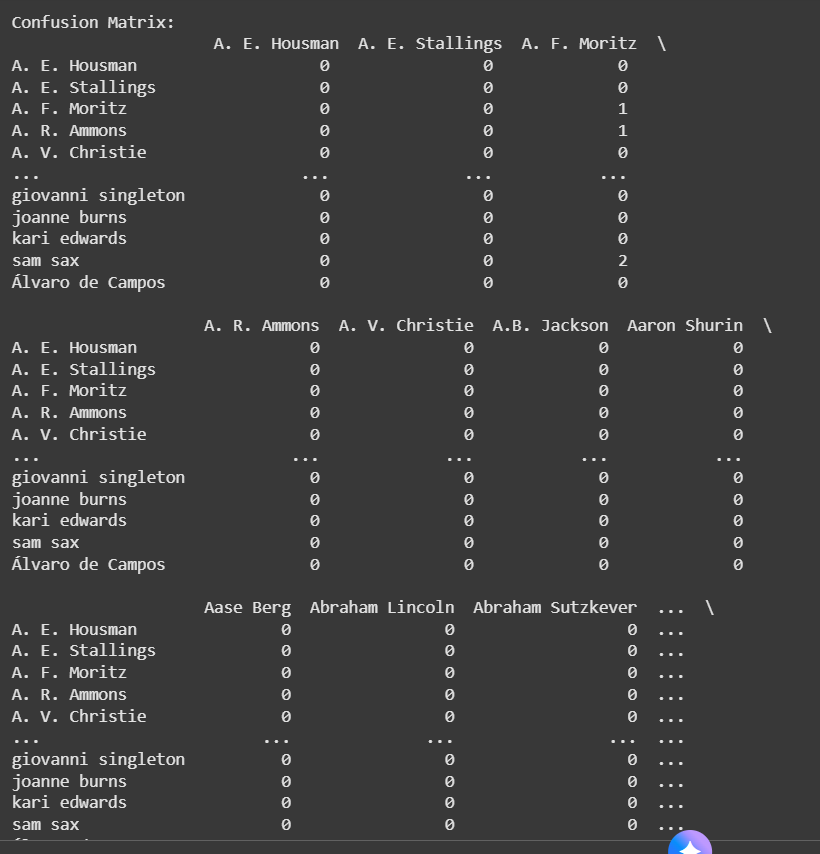 Confusion Matrix:
                     A. E. Housman  A. E. Stallings  A. F. Moritz  \
A. E. Housman                    0                0             0
A. E. Stallings                  0                0             0
A. F. Moritz                     0                0             1
A. R. Ammons                     0                0             1
A. V. Christie                   0                0             0
...                            ...              ...           ...
giovanni singleton               0                0             0
joanne burns                     0                0             0
kari edwards                     0                0             0
sam sax                          0                0             2
Álvaro de Campos                 0                0             0

                    A. R. Ammons  A. V. Christie  A.B. Jackson  Aaron Shurin  \
A. E. Housman                  0               0             0             0
A. E. Stallings                0               0             0             0
A. F. Moritz                   0               0             0             0
A. R. Ammons                   0               0             0             0
A. V. Christie                 0               0             0             0
...                          ...             ...           ...           ...
giovanni singleton             0               0             0             0
joanne burns                   0               0             0             0
kari edwards                   0               0             0             0
sam sax                        0               0             0             0
Álvaro de Campos               0               0             0             0

                    Aase Berg  Abraham Lincoln  Abraham Sutzkever  ...  \
A. E. Housman               0                0                  0  ...
A. E. Stallings             0                0                  0  ...
A. F. Moritz                0                0                  0  ...
A. R. Ammons                0                0                  0  ...
A. V. Christie              0                0                  0  ...
...                       ...              ...                ...  ...
giovanni singleton          0                0                  0  ...
joanne burns                0                0                  0  ...
kari edwards                0                0                  0  ...
sam sax                     0                0                  0  ...